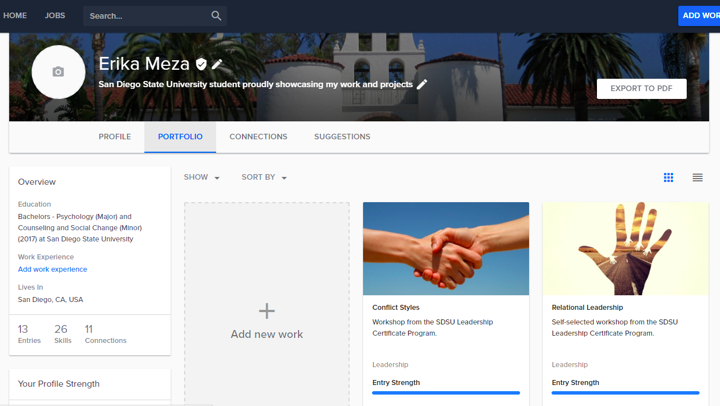 HOME JOBS Search... ADD WOR
Erika Meza
San Diego State University student proudly showcasing my work and projects
EXPORT TO PDF
PROFILE PORTFOLIO CONNECTIONS SUGGESTIONS
Overview
Education
Bachelors - Psychology (Major) and
Counseling and Social Change (Minor)
(2017) at San Diego State University
Work Experience
Add work experience
Lives In
San Diego, CA, USA
13 26 11
Entries Skills Connections
Your Profile Strength
SHOW SORT BY
Add new work
Conflict Styles
Workshop from the SDSU Leadership
Certificate Program.
Leadership
Entry Strength
Relational Leadership
Self-selected workshop from the SDSU
Leadership Certificate Program.
Leadership
Entry Strength